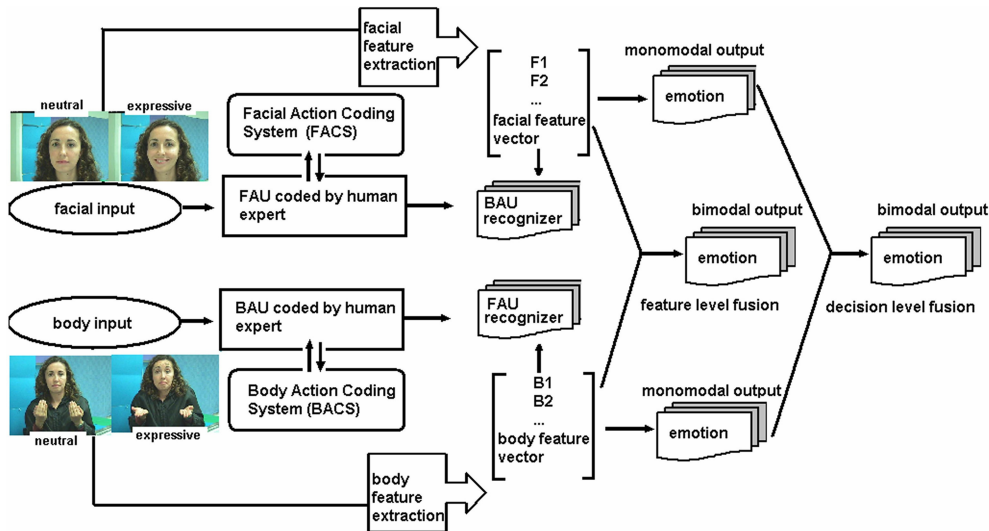 facial
feature
extraction
F1
F2
...
facial feature
vector
monomodal output
emotion
neutral
expressive
Facial Action Coding
System (FACS)
facial input
FAU coded by human
expert
BAU
recognizer
bimodal output
emotion
feature level fusion
bimodal output
emotion
decision level fusion
body input
BAU coded by human
expert
FAU
recognizer
Body Action Coding
System (BACS)
neutral
expressive
B1
B2
...
body feature
vector
monomodal output
emotion
body
feature
extraction